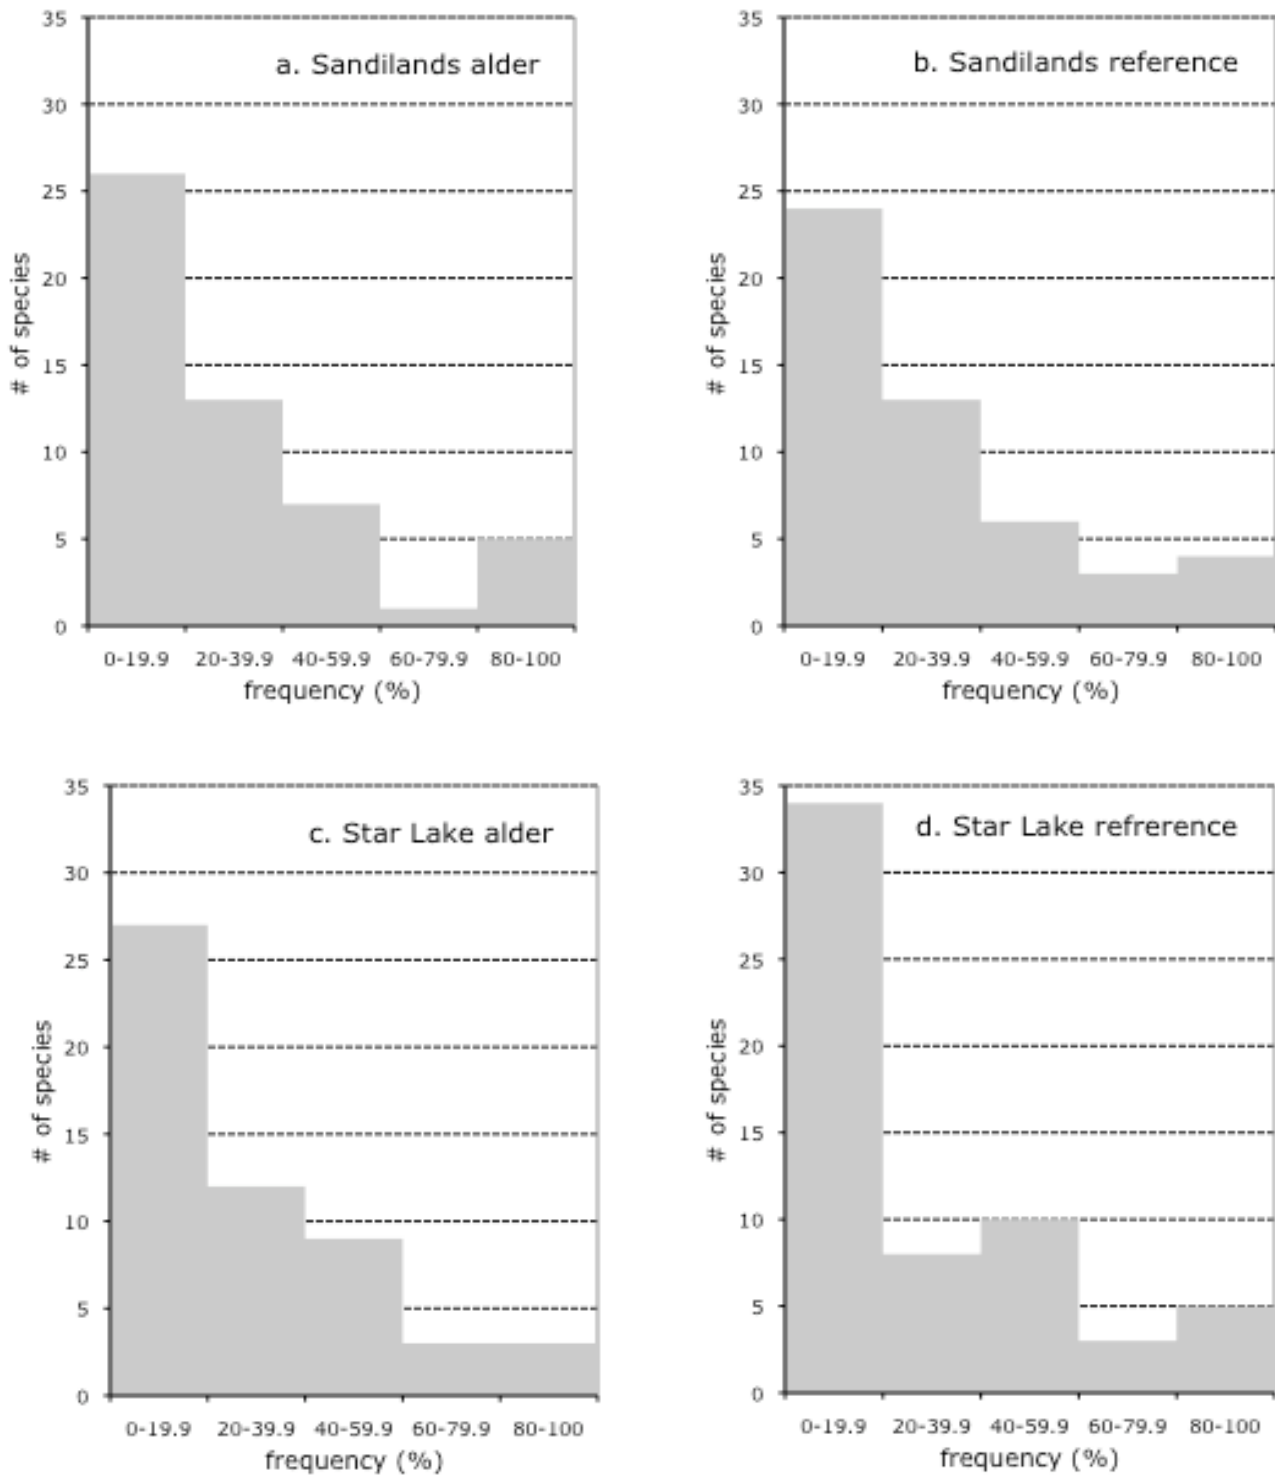 35
30
25
20
15
10
5
0
# of species
a. Sandilands alder
0-19.9 20-39.9 40-59.9 60-79.9 80-100
frequency (%)
35
30
25
20
15
10
5
0
# of species
b. Sandilands reference
0-19.9 20-39.9 40-59.9 60-79.9 80-100
frequency (%)
35
30
25
20
15
10
5
0
# of species
c. Star Lake alder
0-19.9 20-39.9 40-59.9 60-79.9 80-100
frequency (%)
35
30
25
20
15
10
5
0
# of species
d. Star Lake refrerence
0-19.9 20-39.9 40-59.9 60-79.9 80-100
frequency (%)